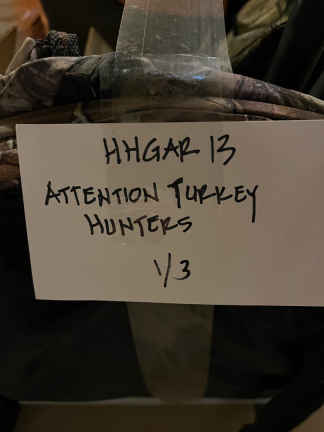 HHGAR 13
ATTENTION TURKEY
HUNTERS
1/3